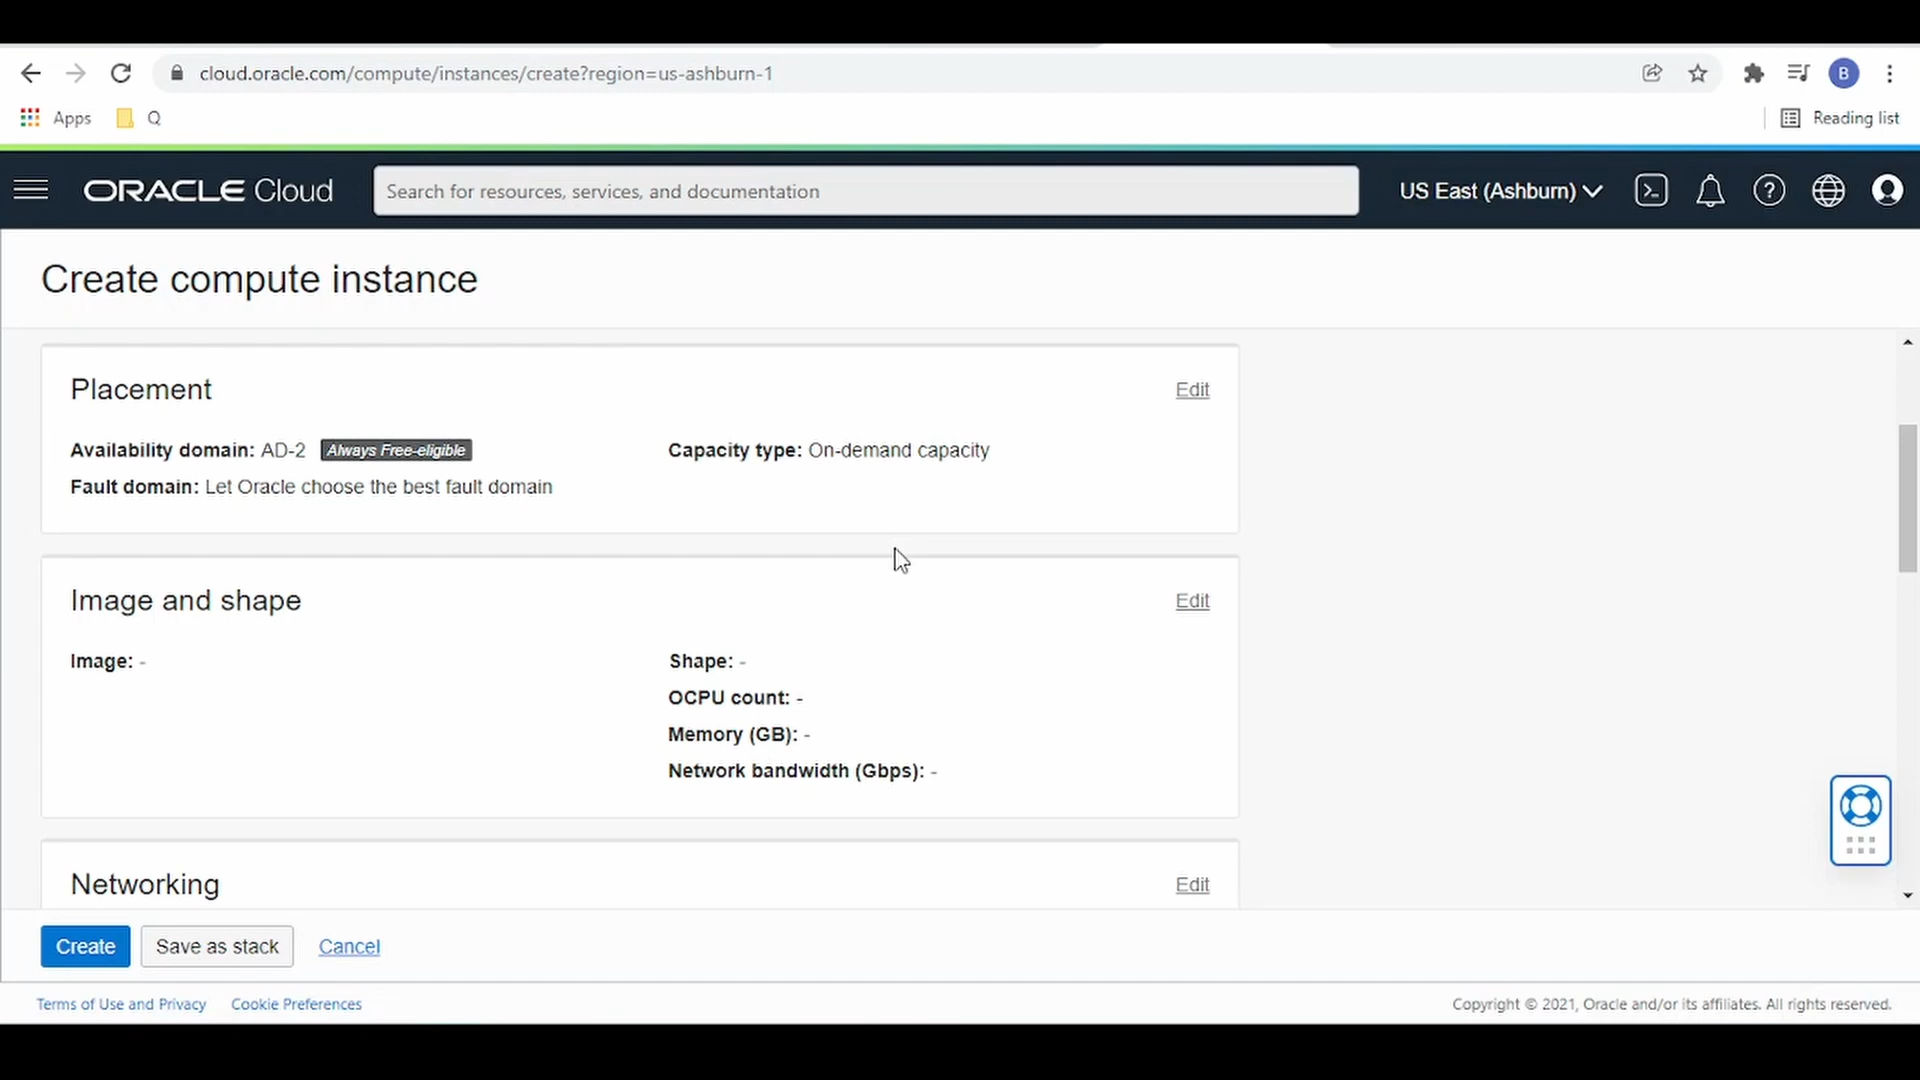 cloud.oracle.com/compute/instances/create?region=us-ashburn-1
B
Apps
Q
Reading list
ORACLE Cloud
Search for resources, services, and documentation
US East (Ashburn)
Create compute instance
Placement
Edit
Availability domain: AD-2 Always Free-eligible
Capacity type: On-demand capacity
Fault domain: Let Oracle choose the best fault domain
Image and shape
Edit
Image: -
Shape: -
OCPU count: -
Memory (GB): -
Network bandwidth (Gbps): -
Networking
Edit
Create
Save as stack
Cancel
Terms of Use and Privacy
Cookie Preferences
Copyright © 2021, Oracle and/or its affiliates. All rights reserved.